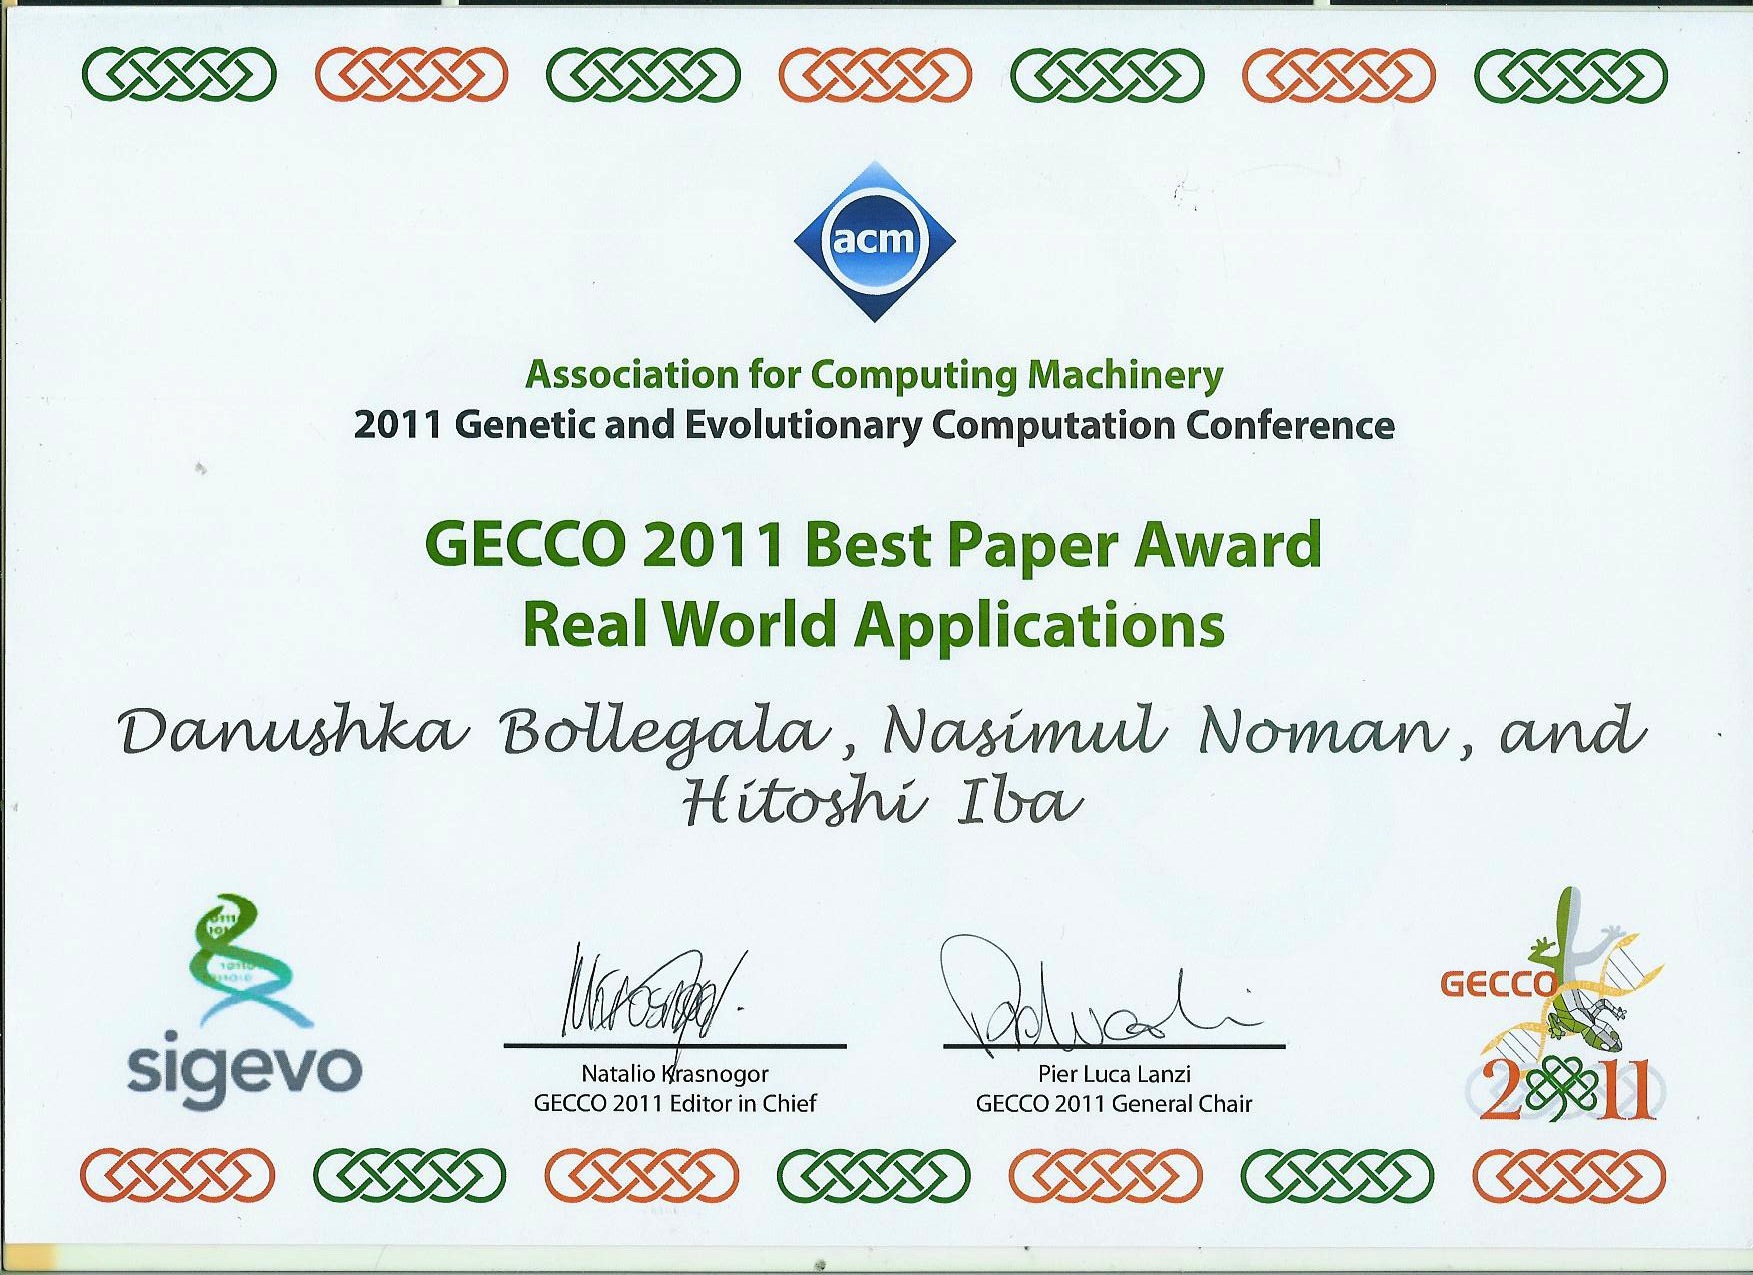 acm
Association for Computing Machinery
2011 Genetic and Evolutionary Computation Conference
GECCO 2011 Best Paper Award
Real World Applications
Danushka Bollegala, Nasimul Noman, and
Hitoshi Iba
sigevo
Natalio Krasnogor
GECCO 2011 Editor in Chief
Pier Luca Lanzi
GECCO 2011 General Chair
GECCO
2011